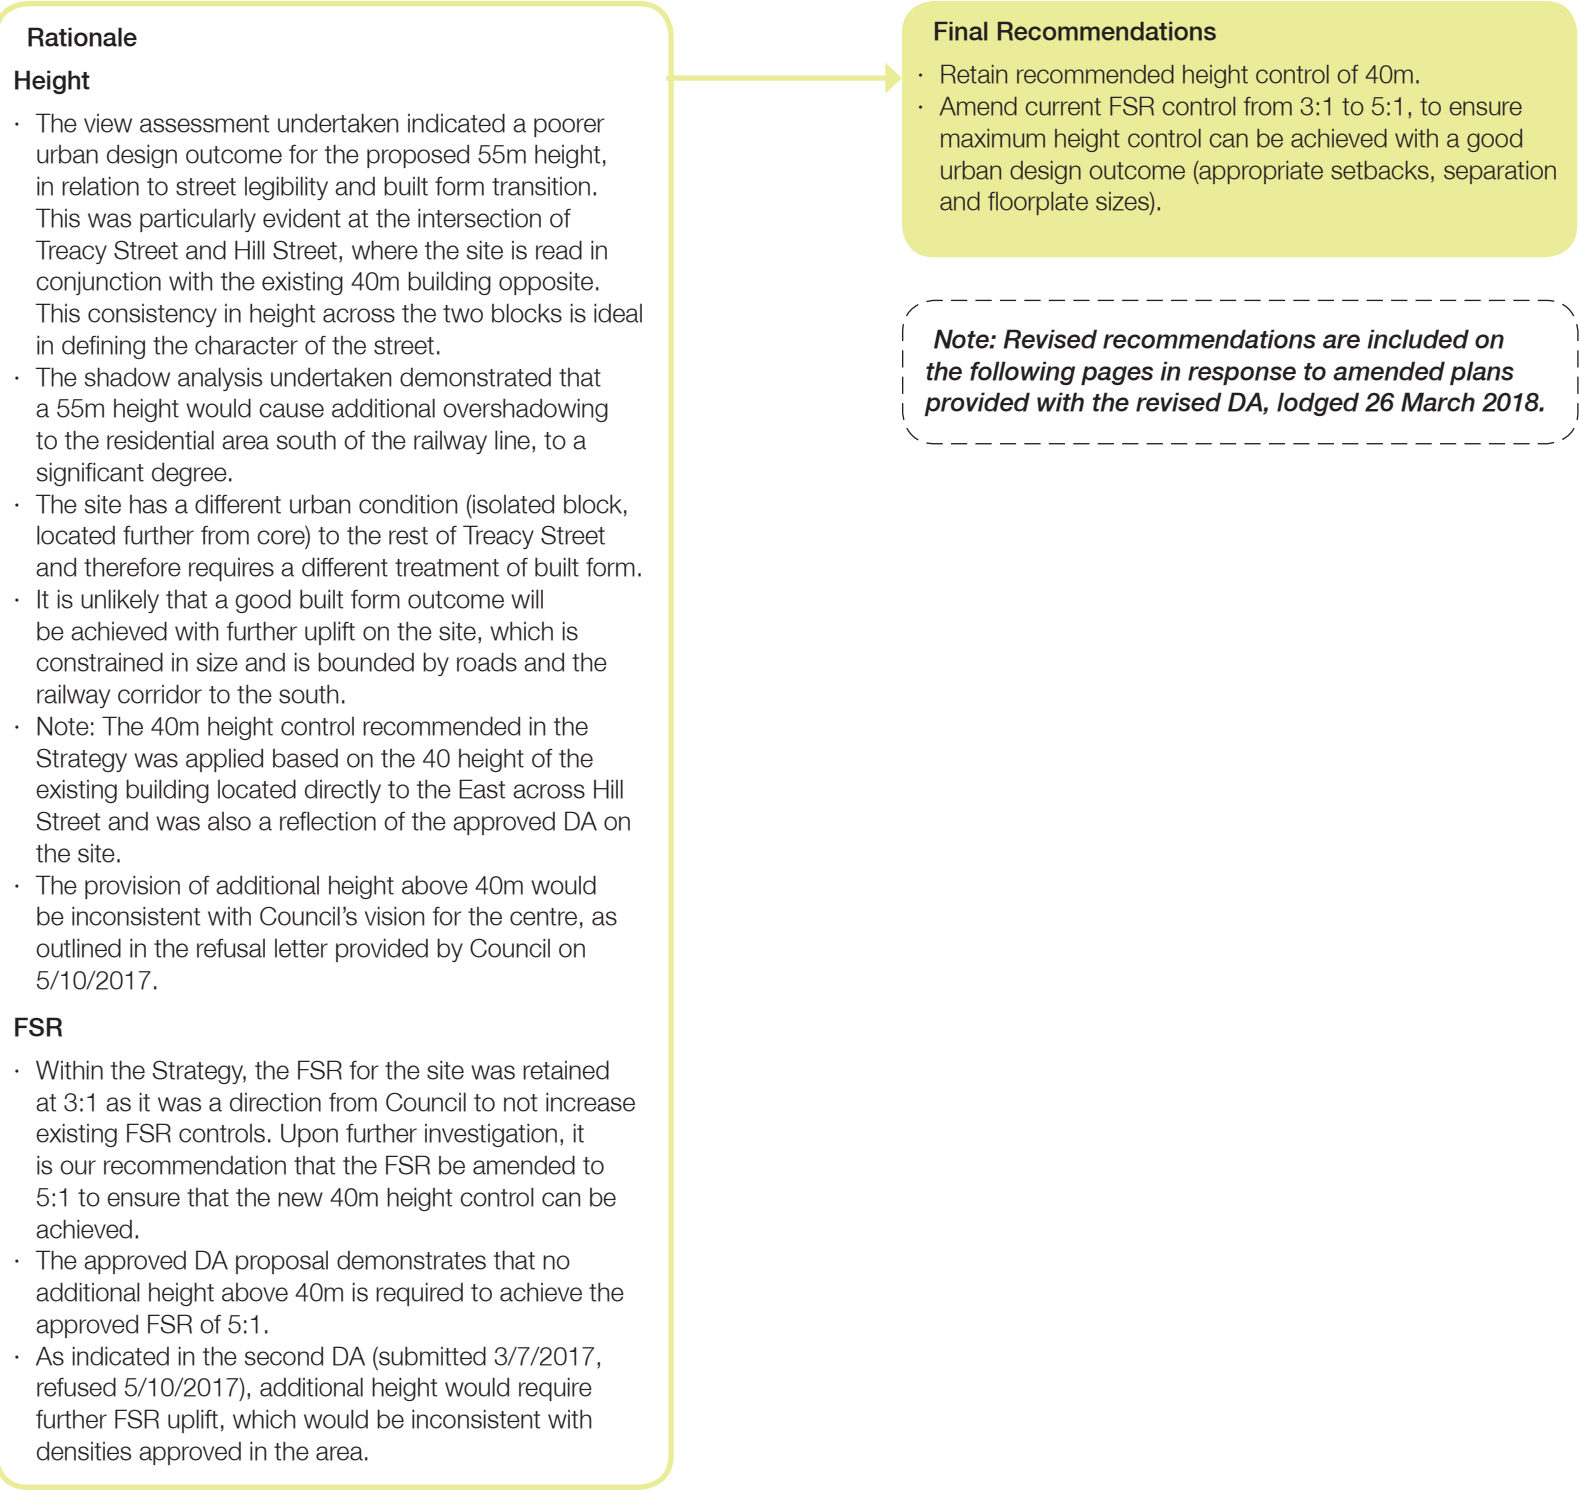 Rationale
Height
· The view assessment undertaken indicated a poorer
urban design outcome for the proposed 55m height,
in relation to street legibility and built form transition.
This was particularly evident at the intersection of
Treacy Street and Hill Street, where the site is read in
conjunction with the existing 40m building opposite.
This consistency in height across the two blocks is ideal
in defining the character of the street.
· The shadow analysis undertaken demonstrated that
a 55m height would cause additional overshadowing
to the residential area south of the railway line, to a
significant degree.
· The site has a different urban condition (isolated block,
located further from core) to the rest of Treacy Street
and therefore requires a different treatment of built form.
· It is unlikely that a good built form outcome will
be achieved with further uplift on the site, which is
constrained in size and is bounded by roads and the
railway corridor to the south.
· Note: The 40m height control recommended in the
Strategy was applied based on the 40 height of the
existing building located directly to the East across Hill
Street and was also a reflection of the approved DA on
the site.
· The provision of additional height above 40m would
be inconsistent with Council's vision for the centre, as
outlined in the refusal letter provided by Council on
5/10/2017.
FSR
· Within the Strategy, the FSR for the site was retained
at 3:1 as it was a direction from Council to not increase
existing FSR controls. Upon further investigation, it
is our recommendation that the FSR be amended to
5:1 to ensure that the new 40m height control can be
achieved.
· The approved DA proposal demonstrates that no
additional height above 40m is required to achieve the
approved FSR of 5:1.
· As indicated in the second DA (submitted 3/7/2017,
refused 5/10/2017), additional height would require
further FSR uplift, which would be inconsistent with
densities approved in the area.
Final Recommendations
· Retain recommended height control of 40m.
· Amend current FSR control from 3:1 to 5:1, to ensure
maximum height control can be achieved with a good
urban design outcome (appropriate setbacks, separation
and floorplate sizes).
Note: Revised recommendations are included on
the following pages in response to amended plans
provided with the revised DA, lodged 26 March 2018.